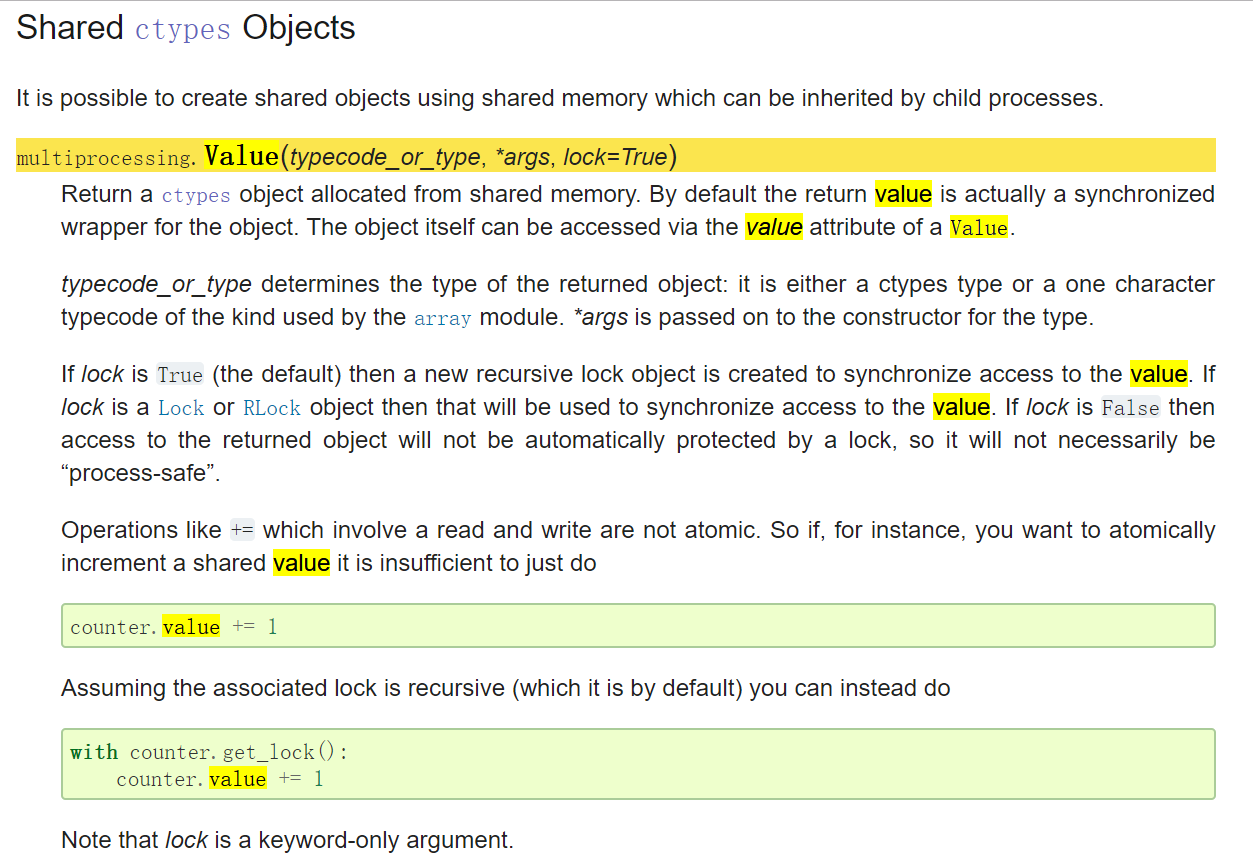 Shared ctypes Objects
It is possible to create shared objects using shared memory which can be inherited by child processes.
multiprocessing.Value(typecode_or_type, *args, lock=True)
Return a ctypes object allocated from shared memory. By default the return value is actually a synchronized
wrapper for the object. The object itself can be accessed via the value attribute of a Value.
typecode_or_type determines the type of the returned object: it is either a ctypes type or a one character
typecode of the kind used by the array module. *args is passed on to the constructor for the type.
If lock is True (the default) then a new recursive lock object is created to synchronize access to the value. If
lock is a Lock or RLock object then that will be used to synchronize access to the value. If lock is False then
access to the returned object will not be automatically protected by a lock, so it will not necessarily be
“process-safe”.
Operations like += which involve a read and write are not atomic. So if, for instance, you want to atomically
increment a shared value it is insufficient to just do
counter.value += 1
Assuming the associated lock is recursive (which it is by default) you can instead do
with counter.get_lock():
    counter.value += 1
Note that lock is a keyword-only argument.